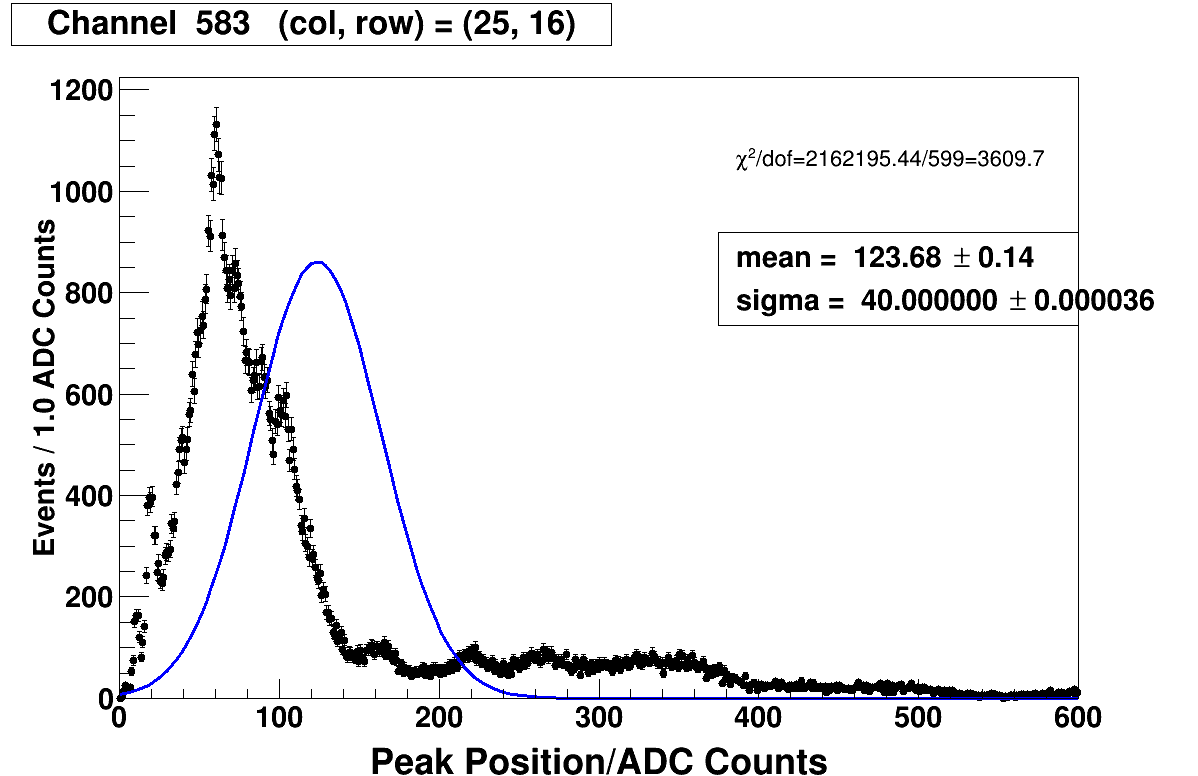 Channel 583 (col, row) = (25, 16)
1200
1000
800
600
400
200
0
Events / 1.0 ADC Counts
χ²/dof=2162195.44/599=3609.7
mean = 123.68 ± 0.14
sigma = 40.000000 ± 0.000036
0 100 200 300 400 500 600
Peak Position/ADC Counts